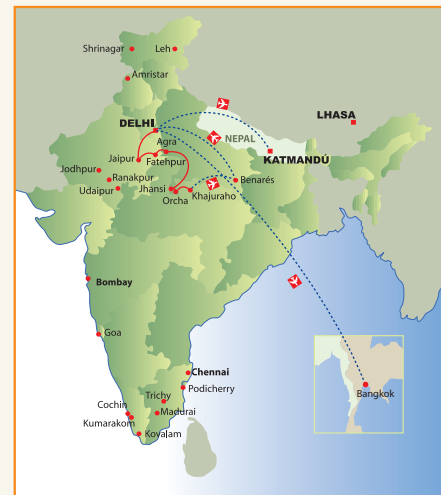 Shrinagar
Leh
Amristar
LHASA
DELHI
NEPAL
Agra
KATMANDÚ
Jaipur
Fatehpur
Jodhpur
Ranakpur
Benarés
Udaipur
Jhansi
Khajuraho
Orcha
Bombay
Goa
Chennai
Podicherry
Bangkok
Trichy
Cochin
Madurai
Kumarakom
Kovalam